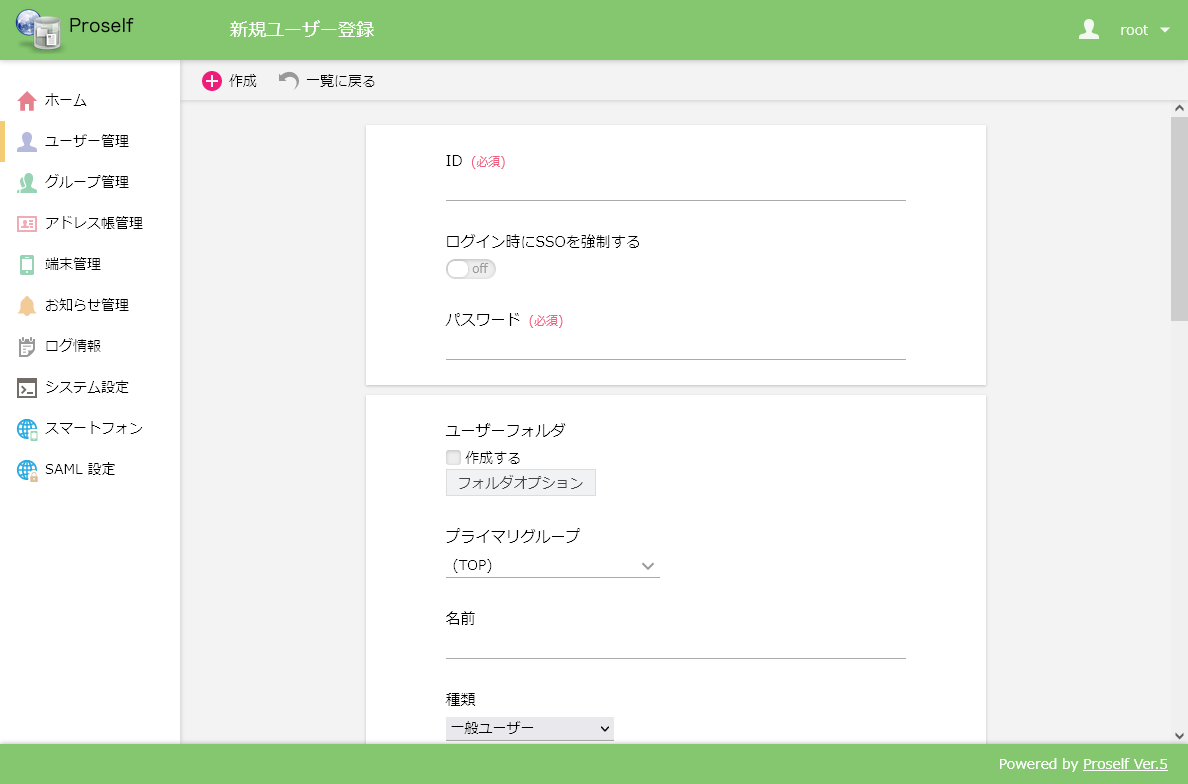 Proself
新規ユーザー登録
root
作成
一覧に戻る
ホーム
ユーザー管理
グループ管理
アドレス帳管理
端末管理
お知らせ管理
ログ情報
システム設定
スマートフォン
SAML 設定
ID (必須)
ログイン時にSSOを強制する
off
パスワード (必須)
ユーザーフォルダ
作成する
フォルダオプション
プライマリグループ
(TOP)
名前
種類
一般ユーザー
Powered by Proself Ver.5